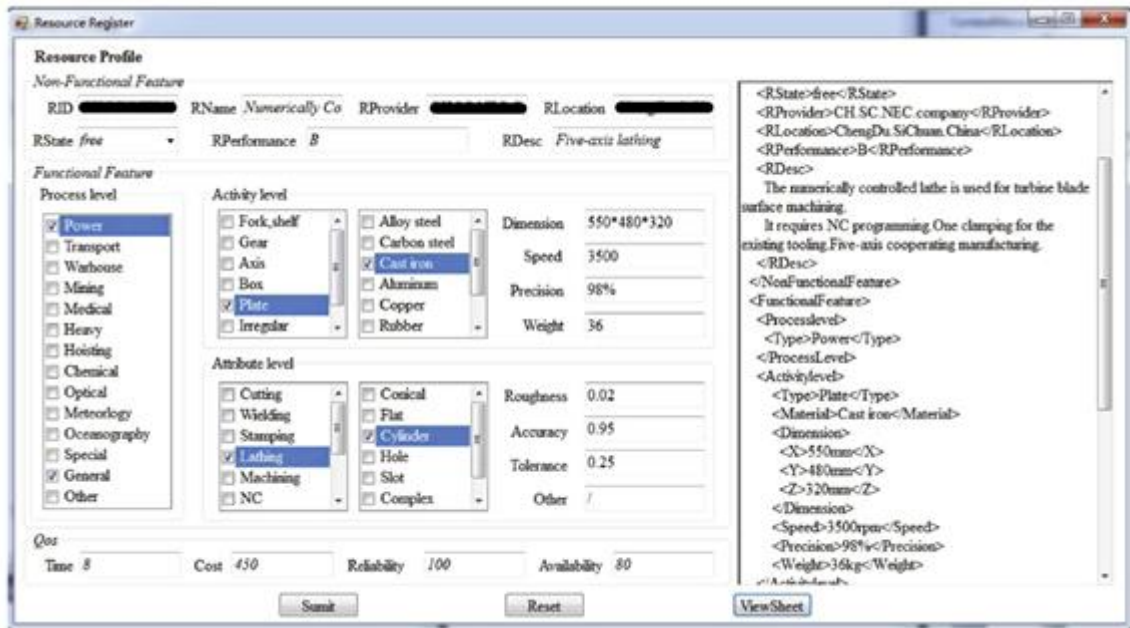 Resource Register
Resource Profile
Non-Functional Feature
RID RName Numerically Co RProvider RLocation
RState free RPerformance B RDesc Five-axis lathing
Functional Feature
Process level
Power
Transport
Warhouse
Mining
Medical
Heavy
Hoisting
Chemical
Optical
Meteorlogy
Oceanography
Special
General
Other
Activity level
Fork,shelf
Gear
Axis
Box
Plate
Irregular
Alloy steel
Carbon steel
Cast iron
Aluminum
Copper
Rubber
Dimension 550*480*320
Speed 3500
Precision 98%
Weight 36
Attribute level
Cutting
Wielding
Stamping
Lathing
Machining
NC
Conical
Flat
Cylinder
Hole
Slot
Complex
Roughness 0.02
Accuracy 0.95
Tolerance 0.25
Other /
Qos
Time 8 Cost 450 Reliability 100 Availability 80
Sumit Reset ViewSheet
<RState>free</RState>
<RProvider>CH.SC.NEC.company</RProvider>
<RLocation>ChengDu.SiChuan.China</RLocation>
<RPerformance>B</RPerformance>
<RDesc>
The numerically controlled lathe is used for turbine blade
surface machining.
It requires NC programming.One clamping for the
existing tooling.Five-axis cooperating manufacturing.
</RDesc>
</NonFunctionalFeature>
<FunctionalFeature>
<Processlevel>
<Type>Power</Type>
</ProcessLevel>
<Activitylevel>
<Type>Plate</Type>
<Material>Cast iron</Material>
<Dimension>
<X>550mm</X>
<Y>480mm</Y>
<Z>320mm</Z>
</Dimension>
<Speed>3500rpm</Speed>
<Precision>98%</Precision>
<Weight>36kg</Weight>
</Activitylevel>